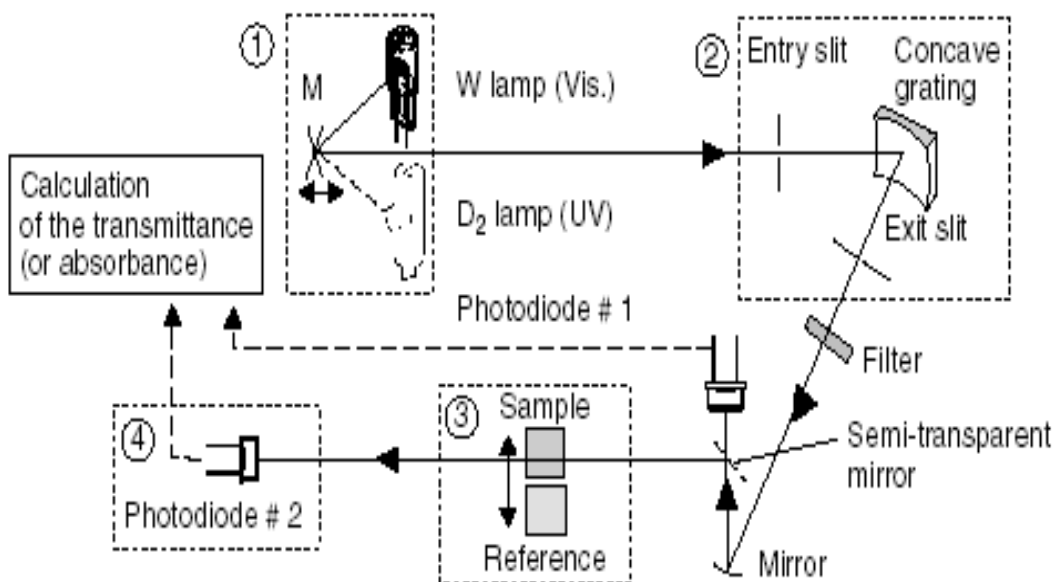 ①
M
W lamp (Vis.)
D₂ lamp (UV)
②
Entry slit
Concave
grating
Exit slit
Calculation
of the transmittance
(or absorbance)
Photodiode # 1
Filter
Semi-transparent
mirror
Mirror
③
Sample
Reference
④
Photodiode # 2